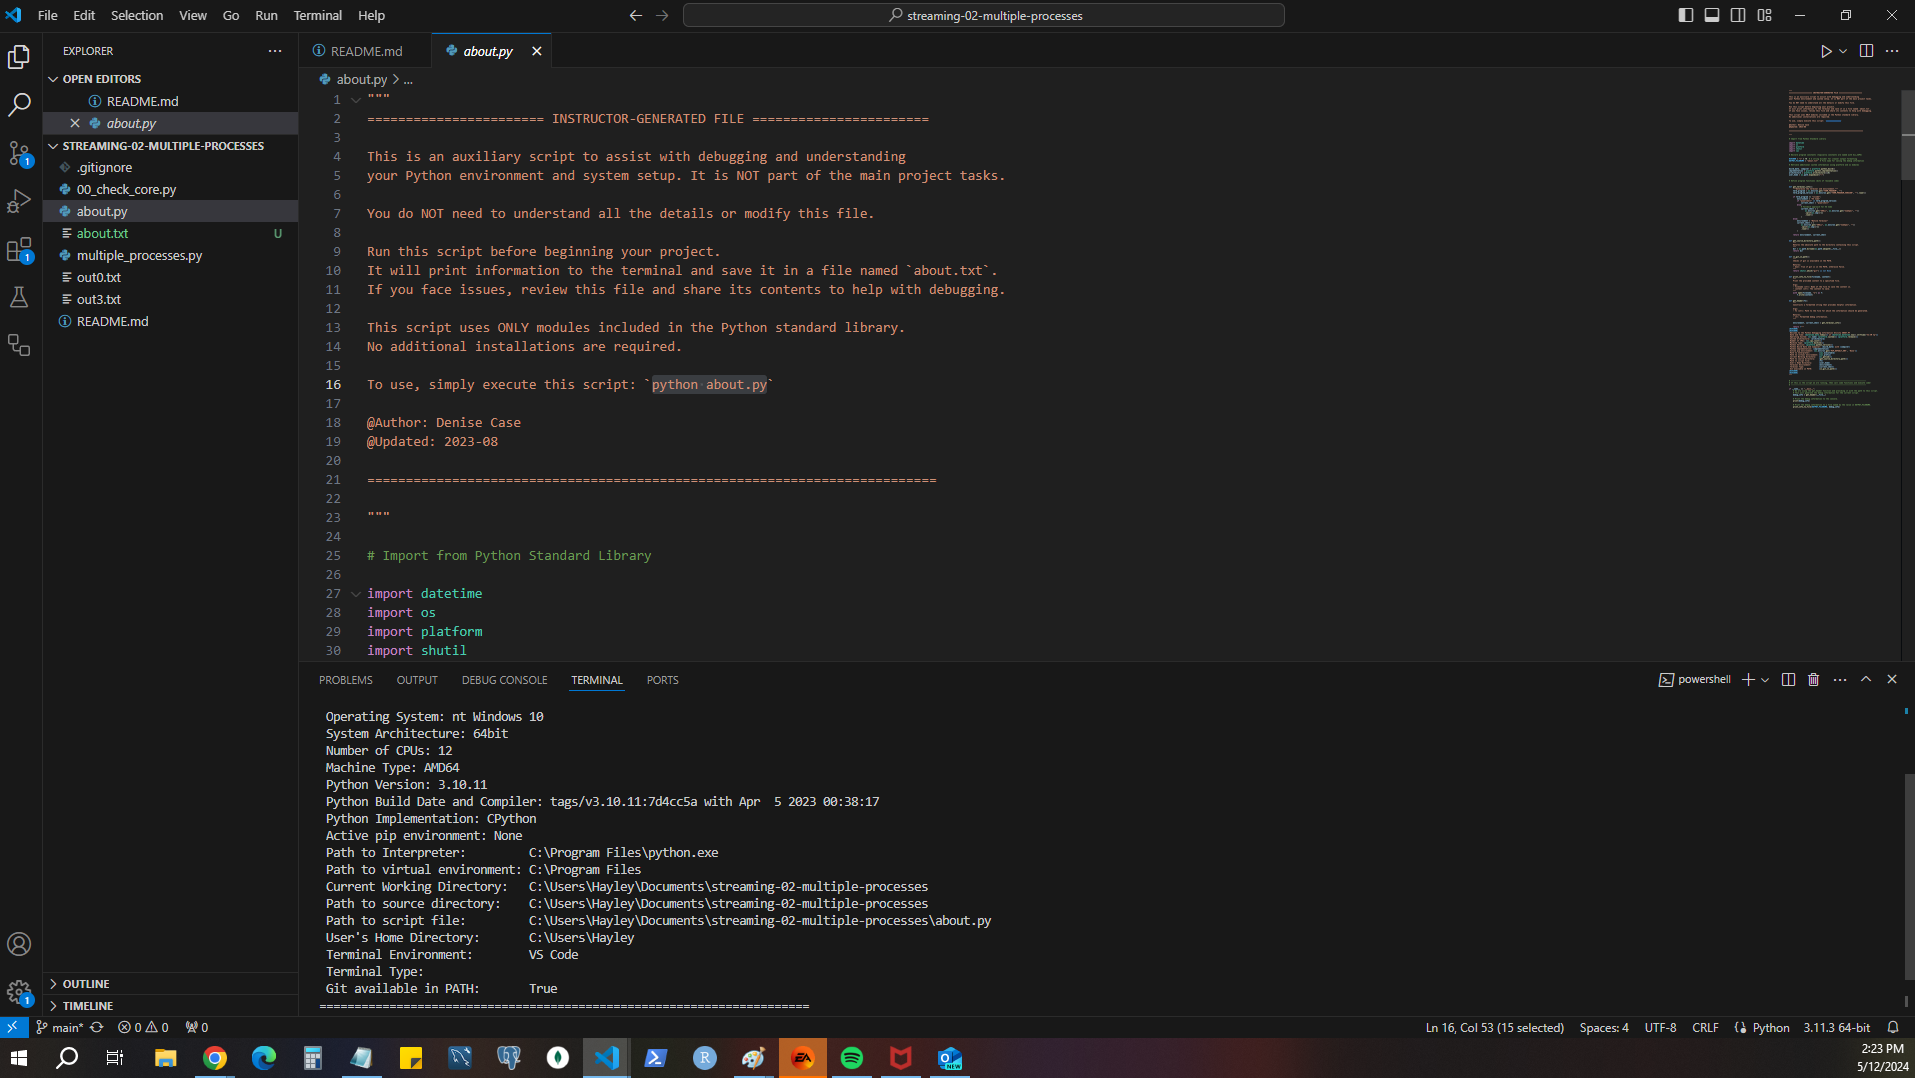 File Edit Selection View Go Run Terminal Help
streaming-02-multiple-processes
EXPLORER
OPEN EDITORS
README.md
about.py
STREAMING-02-MULTIPLE-PROCESSES
.gitignore
00_check_core.py
about.py
about.txt U
multiple_processes.py
out0.txt
out3.txt
README.md
OUTLINE
TIMELINE
README.md about.py
about.py > ...
1 """
2 ======================= INSTRUCTOR-GENERATED FILE =======================
3
4 This is an auxiliary script to assist with debugging and understanding
5 your Python environment and system setup. It is NOT part of the main project tasks.
6
7 You do NOT need to understand all the details or modify this file.
8
9 Run this script before beginning your project.
10 It will print information to the terminal and save it in a file named `about.txt`.
11 If you face issues, review this file and share its contents to help with debugging.
12
13 This script uses ONLY modules included in the Python standard library.
14 No additional installations are required.
15
16 To use, simply execute this script: `python about.py`
17
18 @Author: Denise Case
19 @Updated: 2023-08
20
21 ==========================================================================
22
23 """
24
25 # Import from Python Standard Library
26
27 import datetime
28 import os
29 import platform
30 import shutil
PROBLEMS OUTPUT DEBUG CONSOLE TERMINAL PORTS
powershell
Operating System: nt Windows 10
System Architecture: 64bit
Number of CPUs: 12
Machine Type: AMD64
Python Version: 3.10.11
Python Build Date and Compiler: tags/v3.10.11:7d4cc5a with Apr  5 2023 00:38:17
Python Implementation: CPython
Active pip environment: None
Path to Interpreter: C:\Program Files\python.exe
Path to virtual environment: C:\Program Files
Current Working Directory: C:\Users\Hayley\Documents\streaming-02-multiple-processes
Path to source directory: C:\Users\Hayley\Documents\streaming-02-multiple-processes
Path to script file: C:\Users\Hayley\Documents\streaming-02-multiple-processes\about.py
User's Home Directory: C:\Users\Hayley
Terminal Environment: VS Code
Terminal Type:
Git available in PATH: True
======================================================================
main* 0 0 0
Ln 16, Col 53 (15 selected) Spaces: 4 UTF-8 CRLF Python 3.11.3 64-bit
2:23 PM
5/12/2024